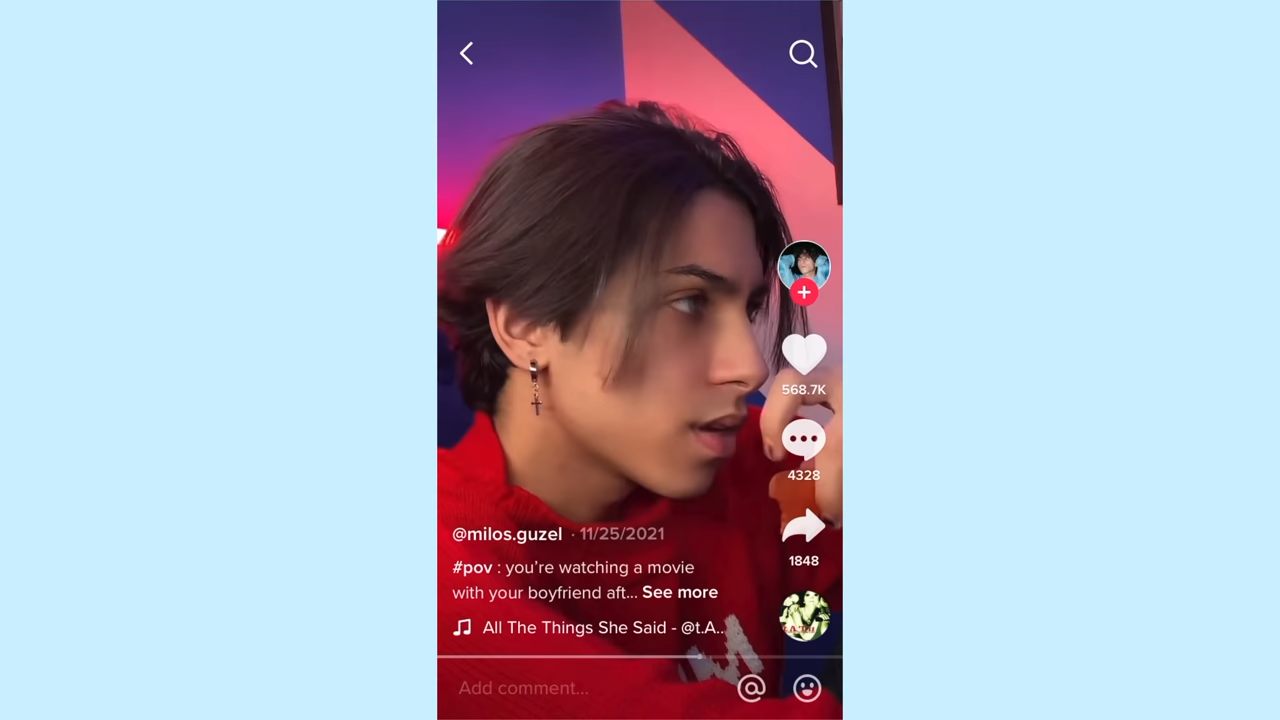 568.7K
4328
1848
@milos.guzel · 11/25/2021
#pov : you’re watching a movie
with your boyfriend aft... See more
All The Things She Said - @t.A..
Add comment...